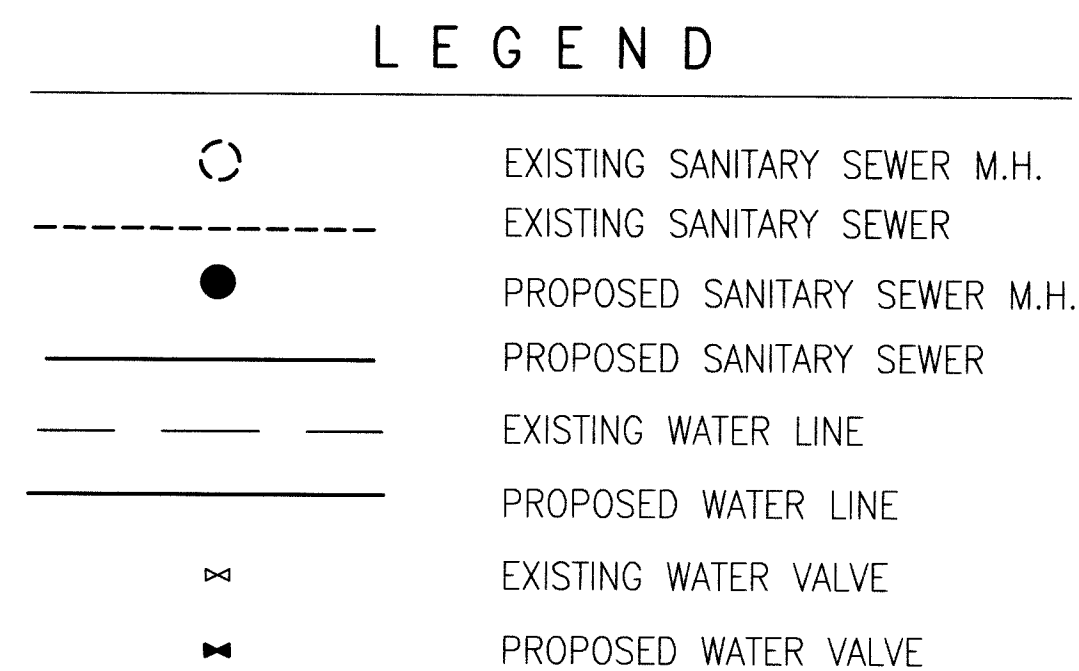 LEGEND
EXISTING SANITARY SEWER M.H.
EXISTING SANITARY SEWER
PROPOSED SANITARY SEWER M.H.
PROPOSED SANITARY SEWER
EXISTING WATER LINE
PROPOSED WATER LINE
EXISTING WATER VALVE
PROPOSED WATER VALVE